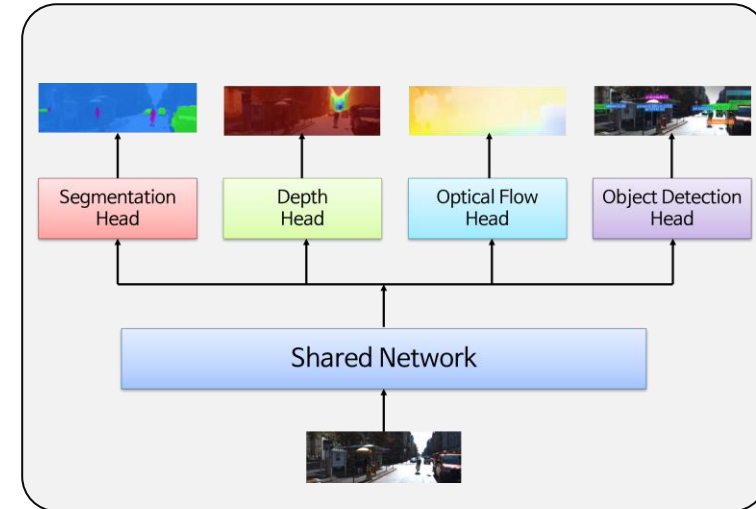 Segmentation
Head
Depth
Head
Optical Flow
Head
Object Detection
Head
Shared Network